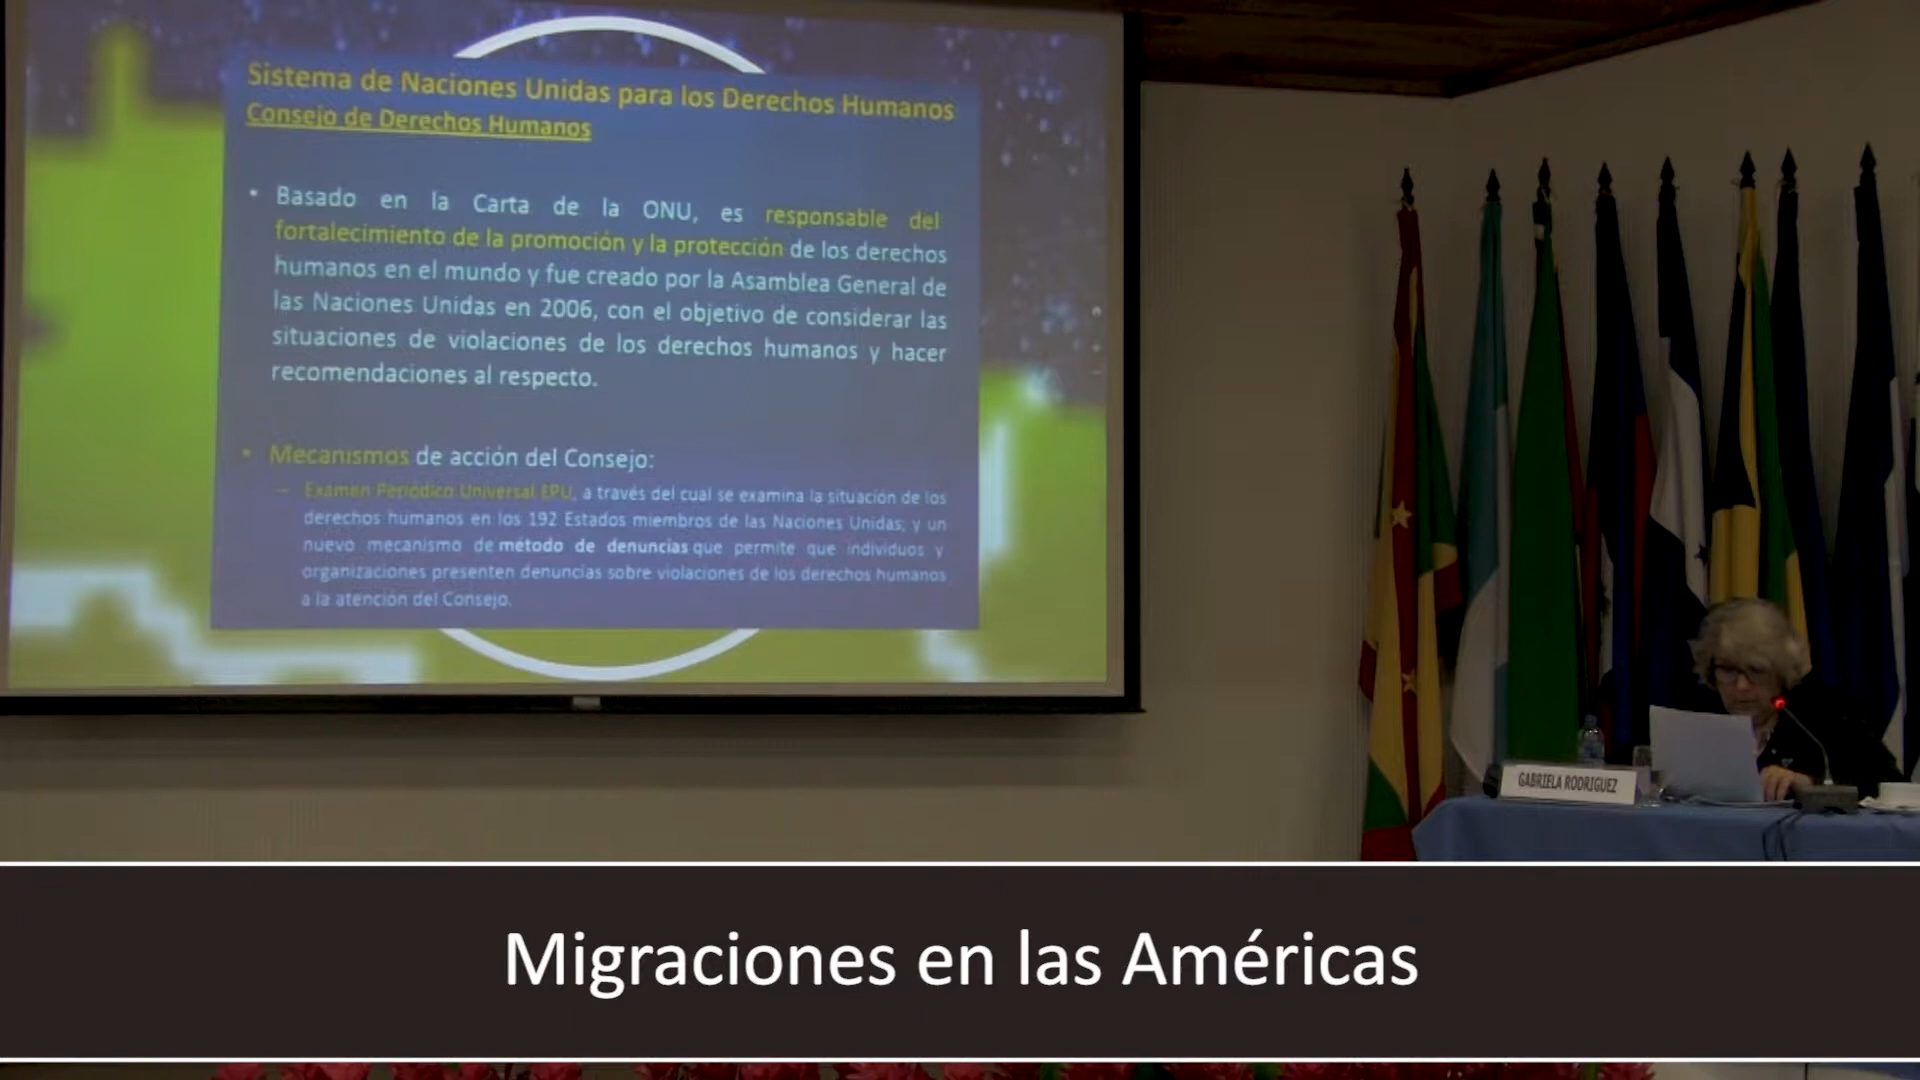 Sistema de Naciones Unidas para los Derechos Humanos
Consejo de Derechos Humanos
• Basado en la Carta de la ONU, es responsable del
fortalecimiento de la promoción y la protección de los derechos
humanos en el mundo y fue creado por la Asamblea General de
las Naciones Unidas en 2006, con el objetivo de considerar las
situaciones de violaciones de los derechos humanos y hacer
recomendaciones al respecto.
• Mecanismos de acción del Consejo:
– Examen Periódico Universal EPU, a través del cual se examina la situación de los
derechos humanos en los 192 Estados miembros de las Naciones Unidas; y un
nuevo mecanismo de método de denuncias que permite que individuos y
organizaciones presenten denuncias sobre violaciones de los derechos humanos
a la atención del Consejo.
GABRIELA RODRIGUEZ
Migraciones en las Américas